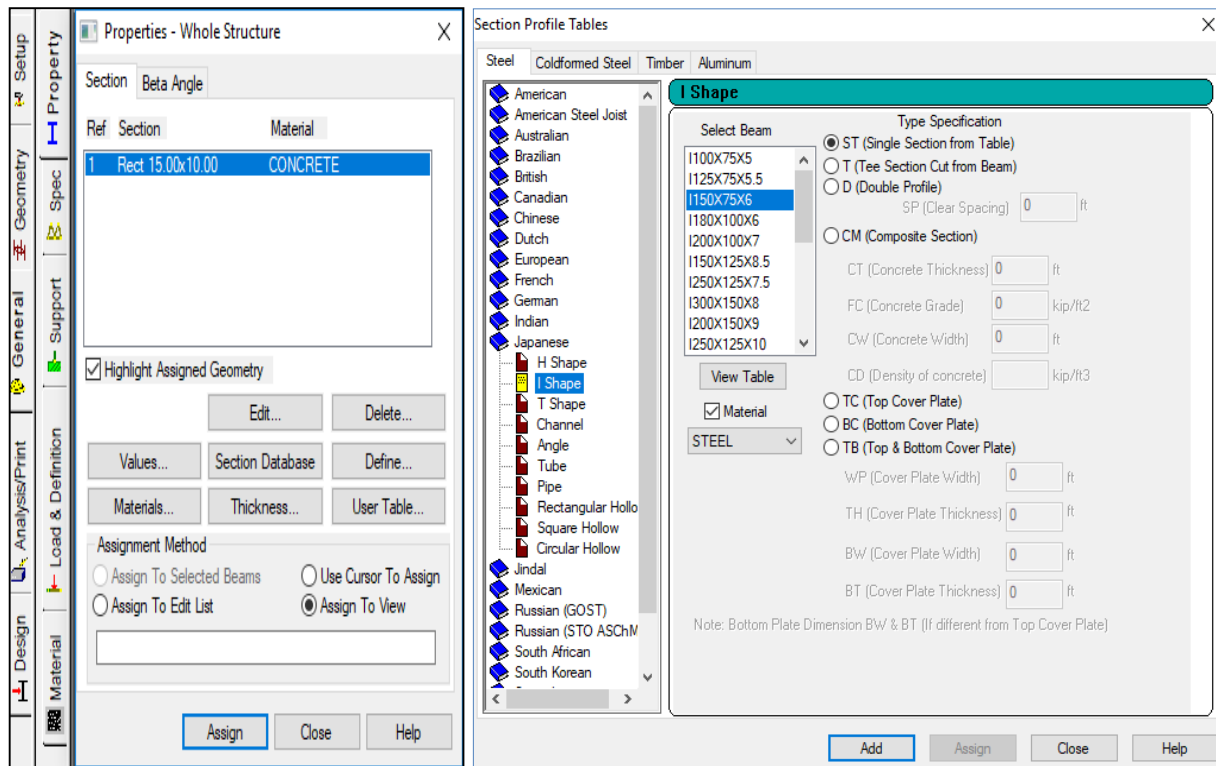 Setup
Geometry
General
Analysis/Print
Design
Property
Spec
Support
Load & Definition
Material
Properties - Whole Structure
Section
Beta Angle
Ref Section Material
1 Rect 15.00x10.00 CONCRETE
Highlight Assigned Geometry
Edit... Delete...
Values... Section Database Define...
Materials... Thickness... User Table...
Assignment Method
Assign To Selected Beams Use Cursor To Assign
Assign To Edit List Assign To View
Assign Close Help
Section Profile Tables
Steel Coldformed Steel Timber Aluminum
American
American Steel Joist
Australian
Brazilian
British
Canadian
Chinese
Dutch
European
French
German
Indian
Japanese
H Shape
I Shape
T Shape
Channel
Angle
Tube
Pipe
Rectangular Hollo
Square Hollow
Circular Hollow
Jindal
Mexican
Russian (GOST)
Russian (STO ASChM
South African
South Korean
I Shape
Select Beam
I100X75X5
I125X75X5.5
I150X75X6
I180X100X6
I200X100X7
I150X125X8.5
I250X125X7.5
I300X150X8
I200X150X9
I250X125X10
View Table
Material
STEEL
Type Specification
ST (Single Section from Table)
T (Tee Section Cut from Beam)
D (Double Profile)
SP (Clear Spacing) 0 ft
CM (Composite Section)
CT (Concrete Thickness) 0 ft
FC (Concrete Grade) 0 kip/ft2
CW (Concrete Width) 0 ft
CD (Density of concrete) kip/ft3
TC (Top Cover Plate)
BC (Bottom Cover Plate)
TB (Top & Bottom Cover Plate)
WP (Cover Plate Width) 0 ft
TH (Cover Plate Thickness) 0 ft
BW (Cover Plate Width) 0 ft
BT (Cover Plate Thickness) 0 ft
Note: Bottom Plate Dimension BW & BT (If different from Top Cover Plate)
Add Assign Close Help